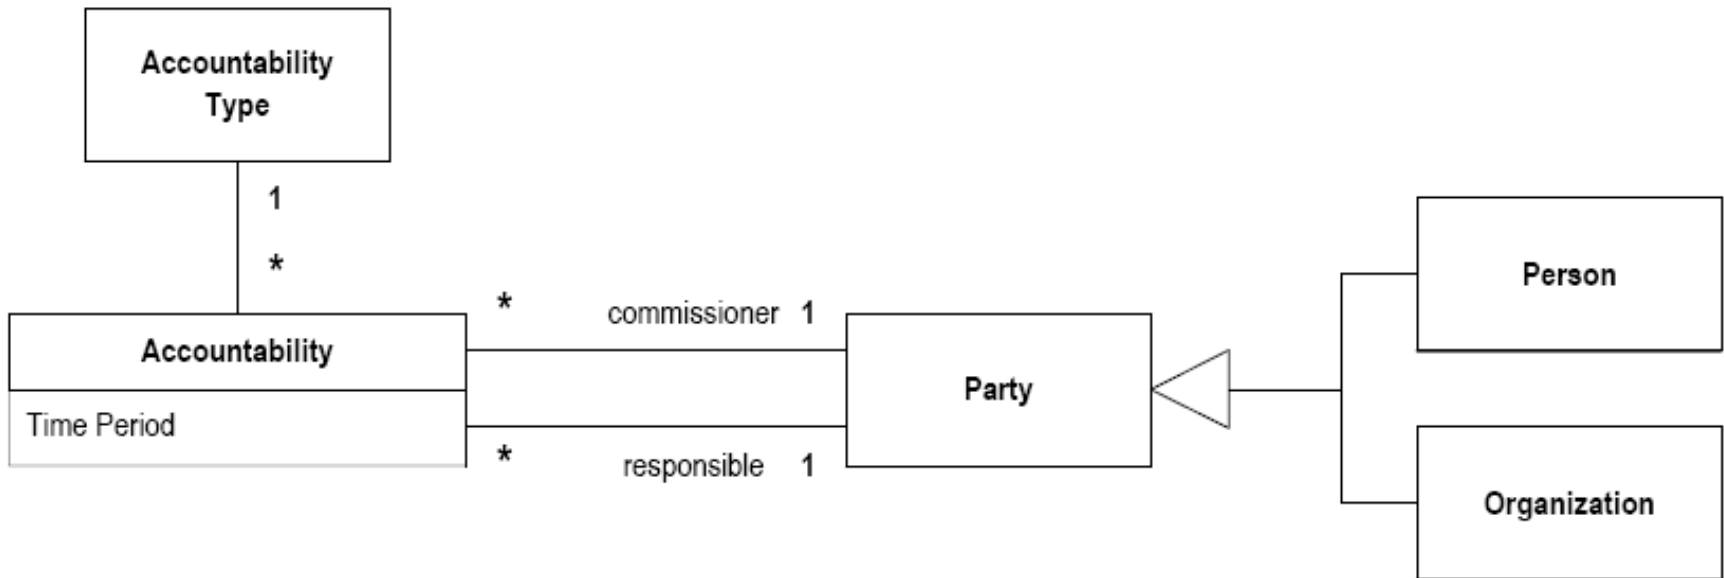 Accountability
Type
1
*
Accountability
Time Period
* commissioner 1
* responsible 1
Party
Person
Organization